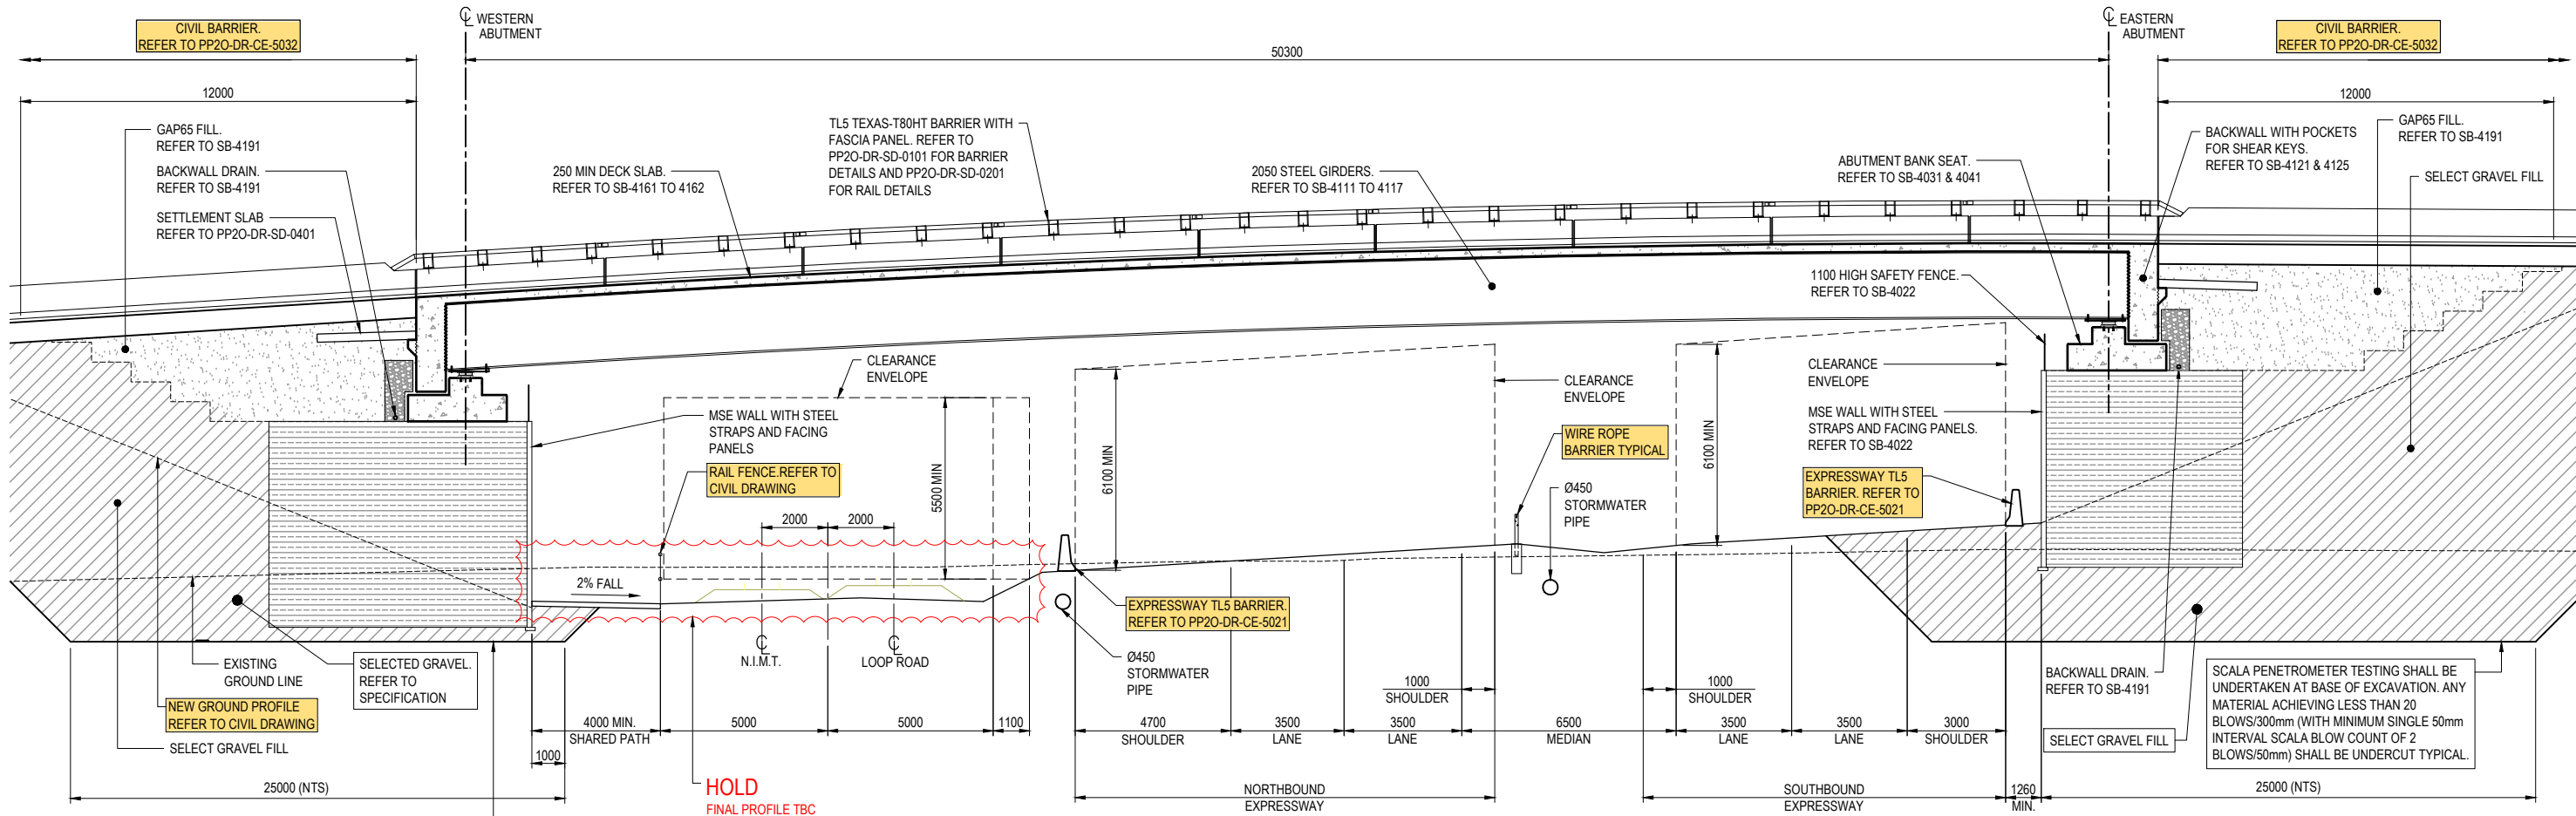 CIVIL BARRIER.
REFER TO PP2O-DR-CE-5032
℄ WESTERN
ABUTMENT
50300
℄ EASTERN
ABUTMENT
CIVIL BARRIER.
REFER TO PP2O-DR-CE-5032
12000
12000
GAP65 FILL.
REFER TO SB-4191
BACKWALL DRAIN.
REFER TO SB-4191
SETTLEMENT SLAB
REFER TO PP2O-DR-SD-0401
250 MIN DECK SLAB.
REFER TO SB-4161 TO 4162
TL5 TEXAS-T80HT BARRIER WITH
FASCIA PANEL. REFER TO
PP2O-DR-SD-0101 FOR BARRIER
DETAILS AND PP2O-DR-SD-0201
FOR RAIL DETAILS
2050 STEEL GIRDERS.
REFER TO SB-4111 TO 4117
ABUTMENT BANK SEAT.
REFER TO SB-4031 & 4041
BACKWALL WITH POCKETS
FOR SHEAR KEYS.
REFER TO SB-4121 & 4125
GAP65 FILL.
REFER TO SB-4191
SELECT GRAVEL FILL
1100 HIGH SAFETY FENCE.
REFER TO SB-4022
CLEARANCE
ENVELOPE
MSE WALL WITH STEEL
STRAPS AND FACING
PANELS
RAIL FENCE.REFER TO
CIVIL DRAWING
5500 MIN
6100 MIN
CLEARANCE
ENVELOPE
WIRE ROPE
BARRIER TYPICAL
Ø450
STORMWATER
PIPE
6100 MIN
CLEARANCE
ENVELOPE
MSE WALL WITH STEEL
STRAPS AND FACING PANELS.
REFER TO SB-4022
EXPRESSWAY TL5
BARRIER. REFER TO
PP2O-DR-CE-5021
2000
2000
2% FALL
EXPRESSWAY TL5 BARRIER.
REFER TO PP2O-DR-CE-5021
℄
N.I.M.T.
℄
LOOP ROAD
Ø450
STORMWATER
PIPE
EXISTING
GROUND LINE
NEW GROUND PROFILE
REFER TO CIVIL DRAWING
SELECT GRAVEL FILL
SELECTED GRAVEL.
REFER TO
SPECIFICATION
4000 MIN.
SHARED PATH
5000
5000
1100
4700
SHOULDER
3500
LANE
3500
LANE
1000
SHOULDER
6500
MEDIAN
1000
SHOULDER
3500
LANE
3500
LANE
3000
SHOULDER
BACKWALL DRAIN.
REFER TO SB-4191
SELECT GRAVEL FILL
SCALA PENETROMETER TESTING SHALL BE
UNDERTAKEN AT BASE OF EXCAVATION. ANY
MATERIAL ACHIEVING LESS THAN 20
BLOWS/300mm (WITH MINIMUM SINGLE 50mm
INTERVAL SCALA BLOW COUNT OF 2
BLOWS/50mm) SHALL BE UNDERCUT TYPICAL.
1000
25000 (NTS)
HOLD
FINAL PROFILE TBC
NORTHBOUND
EXPRESSWAY
SOUTHBOUND
EXPRESSWAY
1260
MIN.
25000 (NTS)